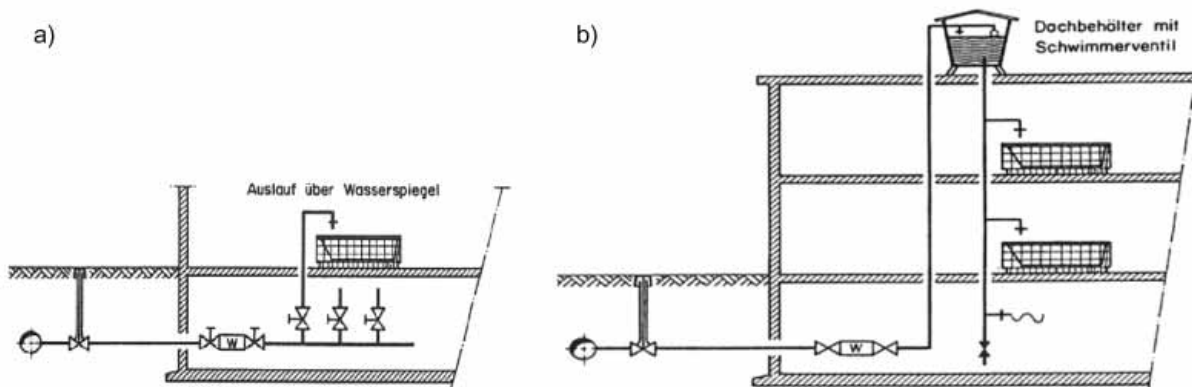 a)
Auslauf über Wasserspiegel
W
b)
Dachbehälter mit
Schwimmerventil
W